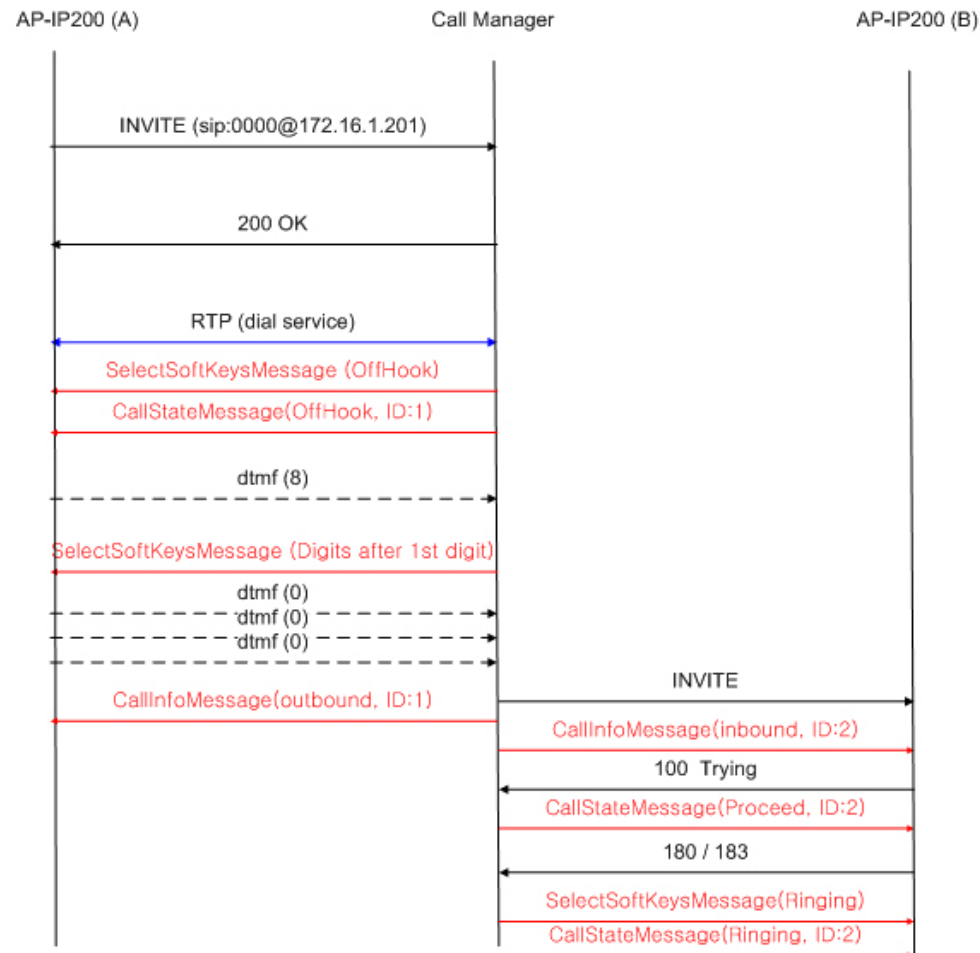 AP-IP200 (A) Call Manager AP-IP200 (B)
INVITE (sip:0000@172.16.1.201)
200 OK
RTP (dial service)
SelectSoftKeysMessage (OffHook)
CallStateMessage(OffHook, ID:1)
dtmf (8)
SelectSoftKeysMessage (Digits after 1st digit)
dtmf (0)
dtmf (0)
dtmf (0)
INVITE
CallInfoMessage(outbound, ID:1)
CallInfoMessage(inbound, ID:2)
100 Trying
CallStateMessage(Proceed, ID:2)
180 / 183
SelectSoftKeysMessage(Ringing)
CallStateMessage(Ringing, ID:2)